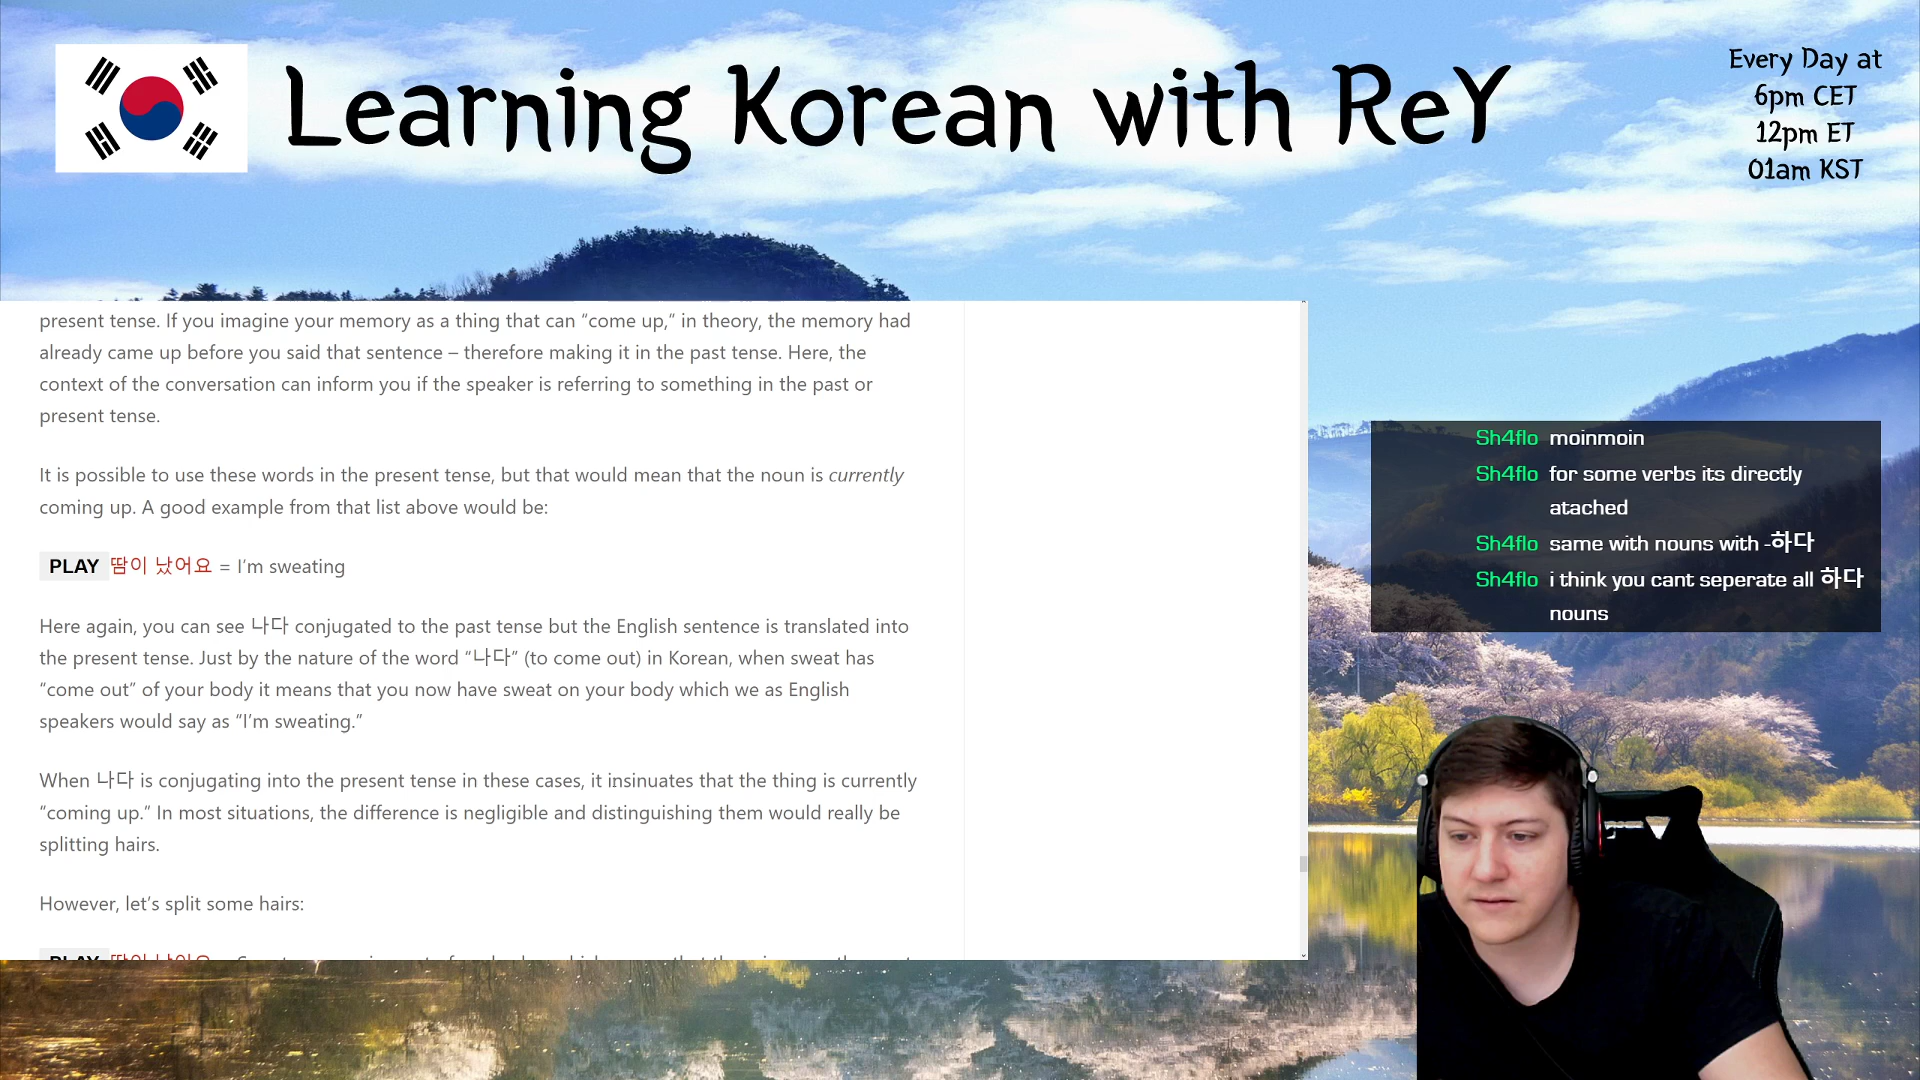 Learning Korean with ReY
Every Day at
6pm CET
12pm ET
01am KST
present tense. If you imagine your memory as a thing that can “come up,” in theory, the memory had
already came up before you said that sentence – therefore making it in the past tense. Here, the
context of the conversation can inform you if the speaker is referring to something in the past or
present tense.
It is possible to use these words in the present tense, but that would mean that the noun is currently
coming up. A good example from that list above would be:
PLAY 땀이 났어요 = I’m sweating
Here again, you can see 나다 conjugated to the past tense but the English sentence is translated into
the present tense. Just by the nature of the word “나다” (to come out) in Korean, when sweat has
“come out” of your body it means that you now have sweat on your body which we as English
speakers would say as “I’m sweating.”
When 나다 is conjugating into the present tense in these cases, it insinuates that the thing is currently
“coming up.” In most situations, the difference is negligible and distinguishing them would really be
splitting hairs.
However, let’s split some hairs:
PLAY 땀이 났어요
Sh4flo moinmoin
Sh4flo for some verbs its directly
atached
Sh4flo same with nouns with -하다
Sh4flo i think you cant seperate all 하다
nouns